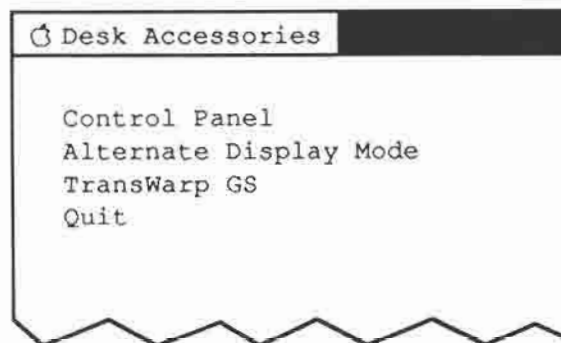 Desk Accessories
Control Panel
Alternate Display Mode
TransWarp GS
Quit